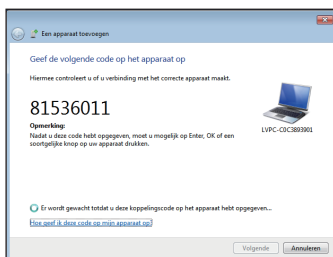 Een apparaat toevoegen
Geef de volgende code op het apparaat op
Hiermee controleert u of u verbinding met het correcte apparaat maakt.
81536011
Opmerking:
Nadat u deze code hebt opgegeven, moet u mogelijk op Enter, OK of een
soortgelijke knop op uw apparaat drukken.
LVPC-C0C3893901
Er wordt gewacht totdat u deze koppelingscode op het apparaat hebt opgegeven...
Hoe geef ik deze code op mijn apparaat op?
Volgende
Annuleren